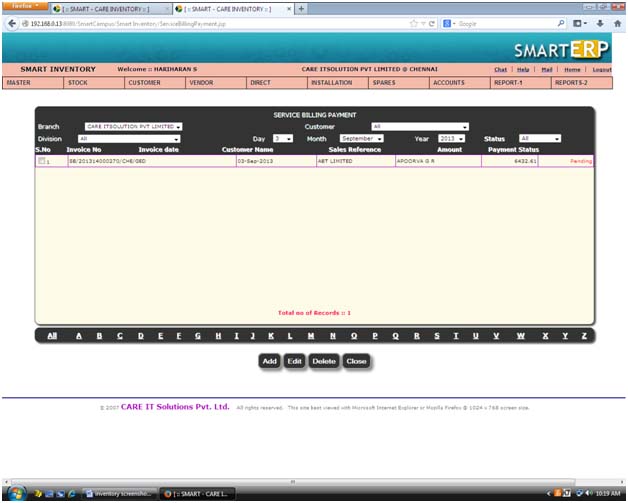 Firefox
[ :: SMART - CARE INVENTORY :: ] × [ :: SMART - CARE INVENTORY :: ] × +
192.168.0.13:8080/SmartCampus/Smart Inventory/ServiceBillingPayment.jsp Google
SMART ERP
SMART INVENTORY Welcome :: HARIHARAN S CARE ITSOLUTION PVT LIMITED @ CHENNAI Chat | Help | Mail | Home | Logout
MASTER STOCK CUSTOMER VENDOR DIRECT INSTALLATION SPARES ACCOUNTS REPORT-1 REPORTS-2
SERVICE BILLING PAYMENT
Branch CARE ITSOLUTION PVT LIMITED Customer All
Division All Day 3 Month September Year 2013 Status All
S.No Invoice No Invoice date Customer Name Sales Reference Amount Payment Status
1 SB/201314000270/CHE/GED 03-Sep-2013 ABT LIMITED APOORVA G R 6432.61 Pending
Total no of Records :: 1
All A B C D E F G H I J K L M N O P Q R S T U V W X Y Z
Add Edit Delete Close
© 2007 CARE IT Solutions Pvt. Ltd. All rights reserved. This site best viewed with Microsoft Internet Explorer or Mozilla Firefox @ 1024 x 768 screen size.
inventory screensho... [ :: SMART - CARE I... 10:19 AM